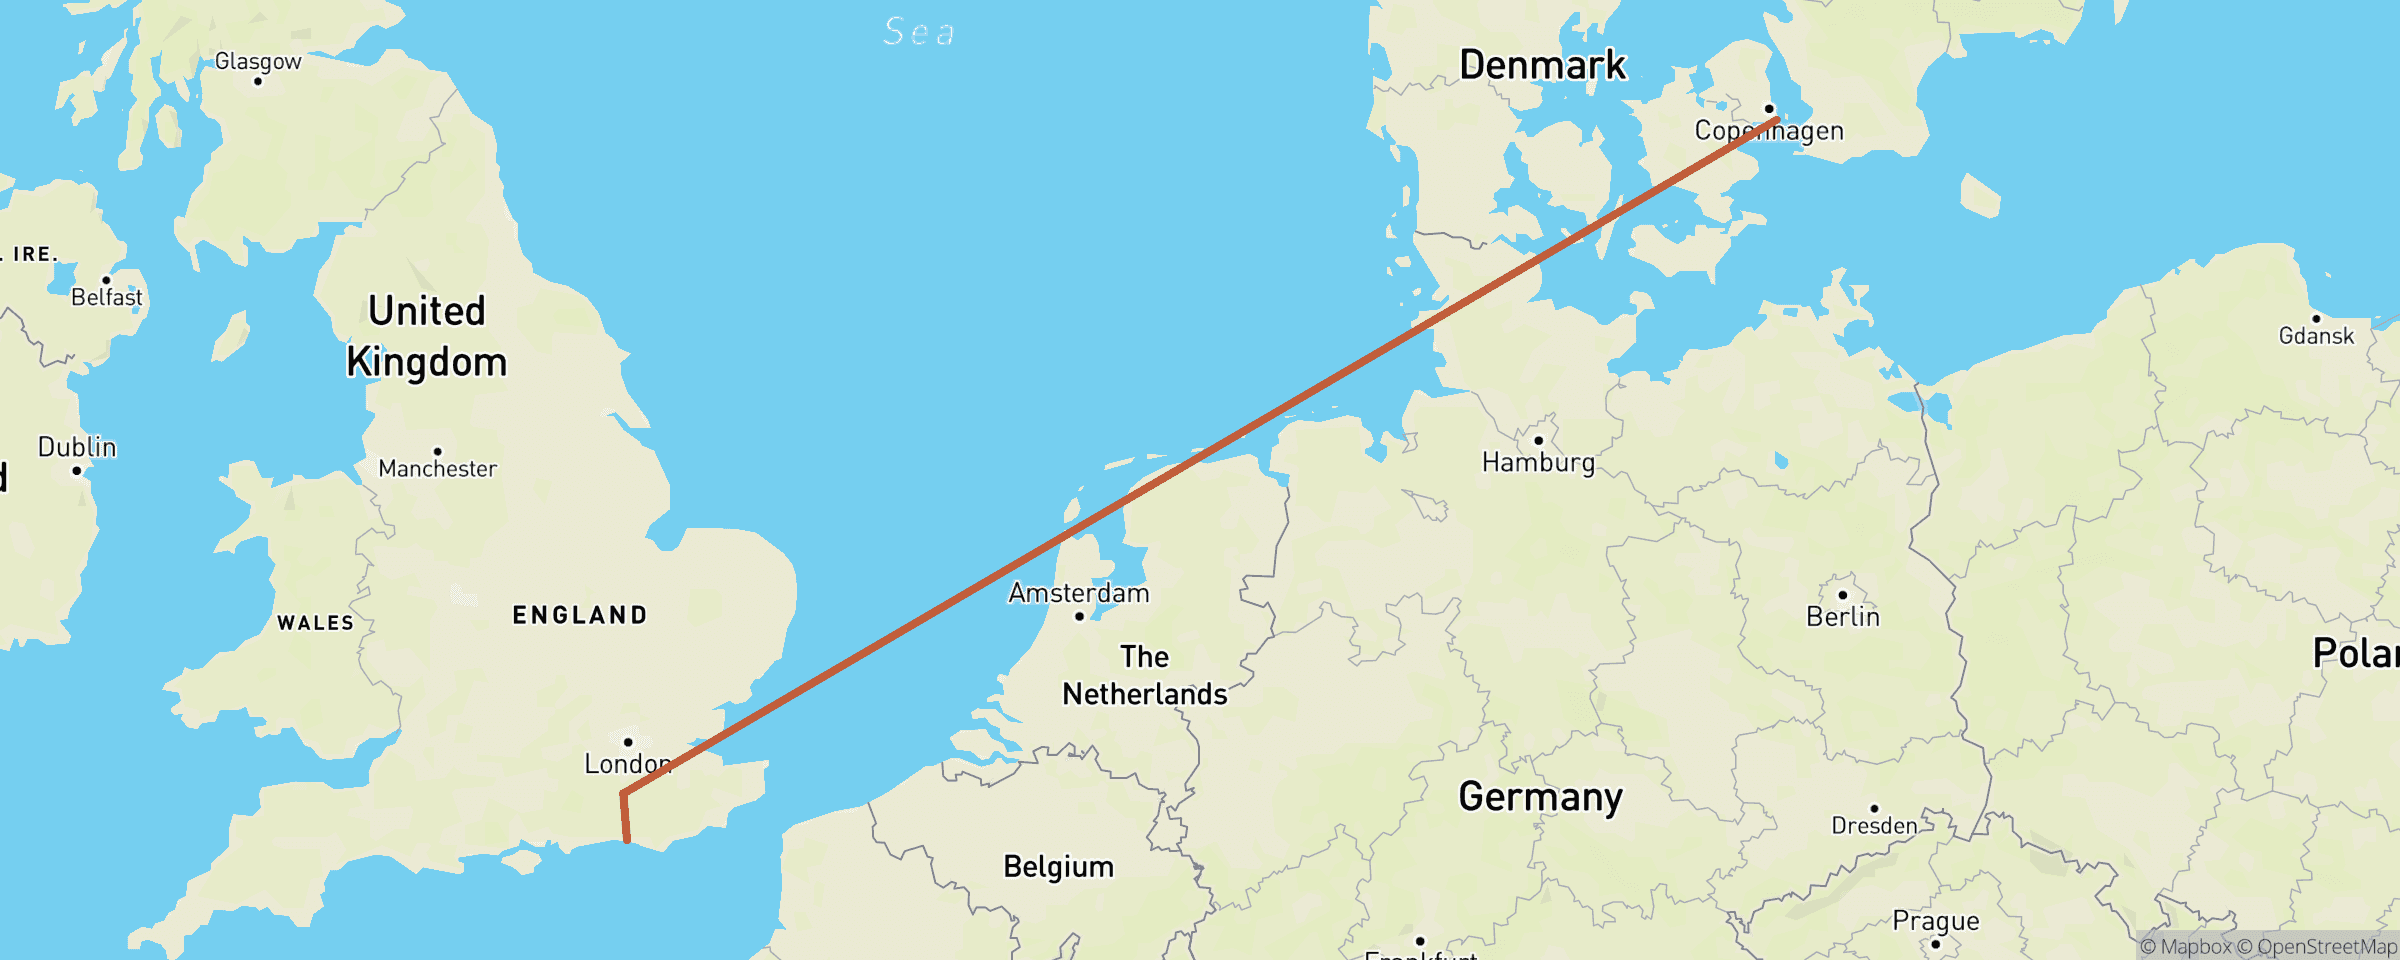 Sea
Glasgow
Denmark
Copenhagen
. IRE.
Belfast
United
Kingdom
Gdansk
Dublin
d
Manchester
Hamburg
Amsterdam
WALES
ENGLAND
Berlin
The
Netherlands
Polan
London
Germany
Dresden
Belgium
Prague
Frankfurt
© Mapbox © OpenStreetMap